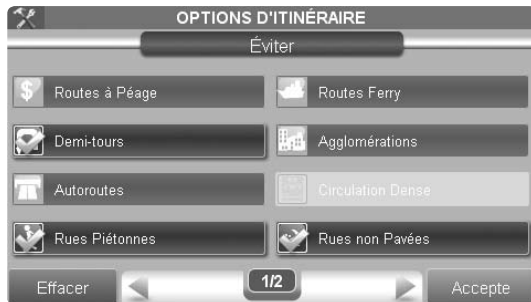 OPTIONS D'ITINÉRAIRE
Éviter
$ Routes à Péage
Routes Ferry
Demi-tours
Agglomérations
Autoroutes
Circulation Dense
Rues Piétonnes
Rues non Pavées
Effacer
1/2
Accepte